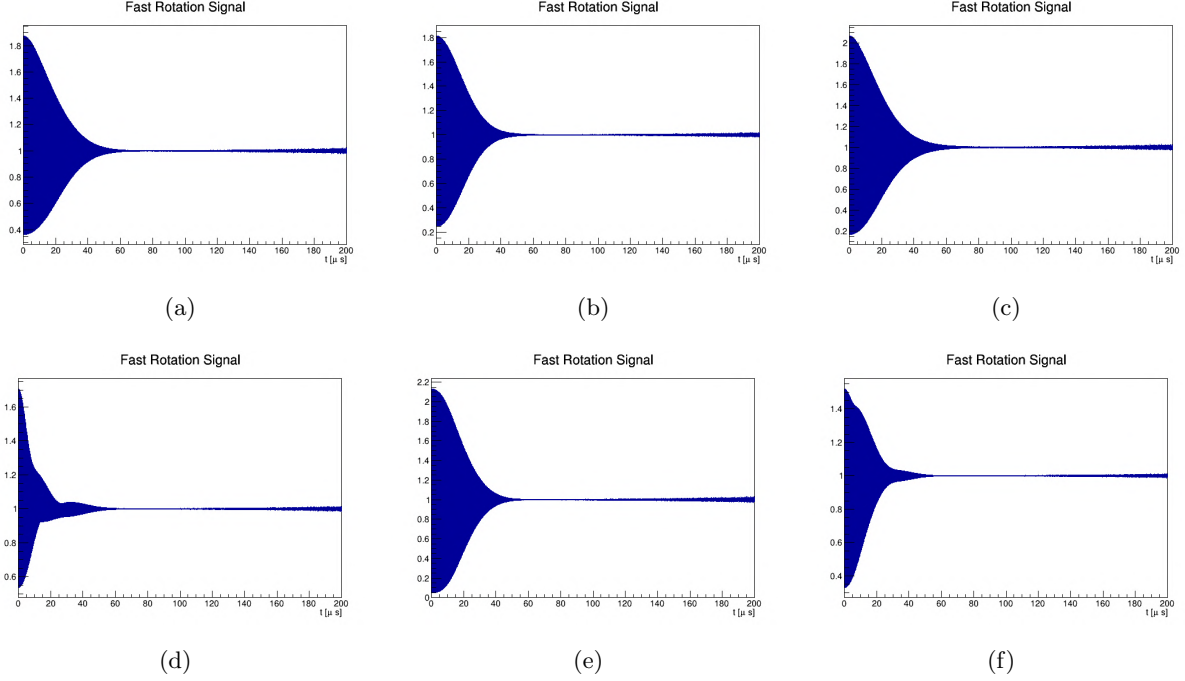 Fast Rotation Signal Fast Rotation Signal Fast Rotation Signal
1.8 1.8 2
1.6 1.6 1.8
1.4 1.4 1.6
1.2 1.2 1.4
1 1 1.2
0.8 0.8 1
0.6 0.6 0.8
0.4 0.4 0.6
0.2 0.4
0.2
0 20 40 60 80 100 120 140 160 180 200 0 20 40 60 80 100 120 140 160 180 200 0 20 40 60 80 100 120 140 160 180 200
t [μ s] t [μ s] t [μ s]
(a) (b) (c)
Fast Rotation Signal Fast Rotation Signal Fast Rotation Signal
1.6 2.2 1.4
1.4 2 1.2
1.2 1.8 1
1 1.6 0.8
0.8 1.4 0.6
0.6 1.2 0.4
1
0.8
0.6
0.4
0.2
0
0 20 40 60 80 100 120 140 160 180 200 0 20 40 60 80 100 120 140 160 180 200 0 20 40 60 80 100 120 140 160 180 200
t [μ s] t [μ s] t [μ s]
(d) (e) (f)